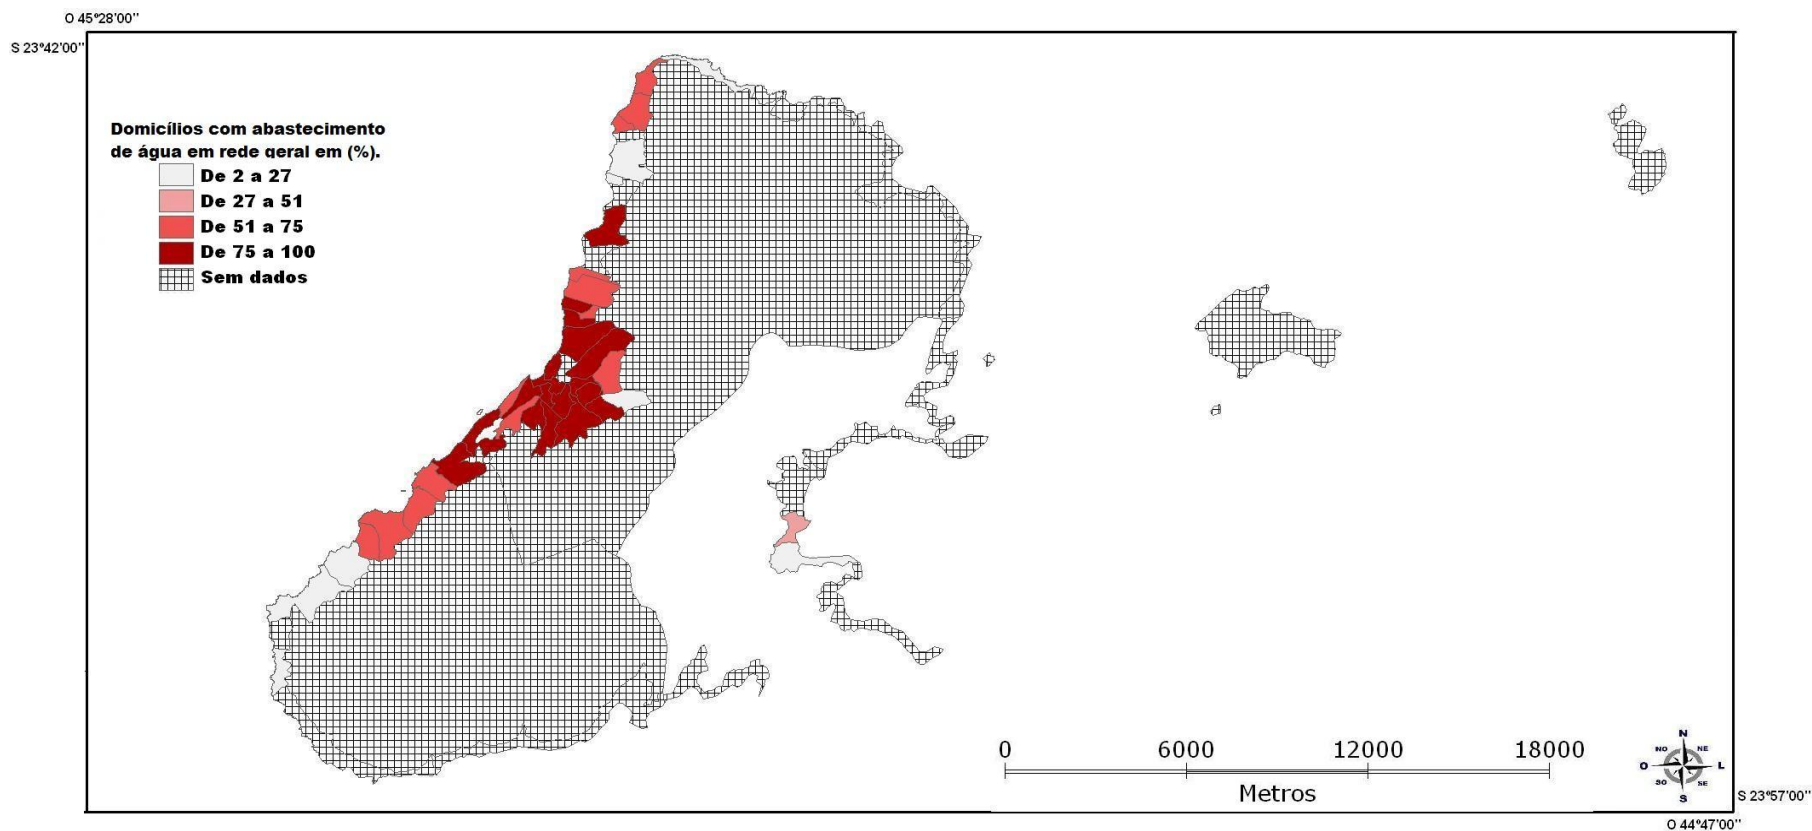 O 45°28'00''
S 23°42'00''
Domicílios com abastecimento
de água em rede geral em (%).
De 2 a 27
De 27 a 51
De 51 a 75
De 75 a 100
Sem dados
0 6000 12000 18000
Metros
N
NO NE
O L
SO SE
S
S 23°57'00''
O 44°47'00''